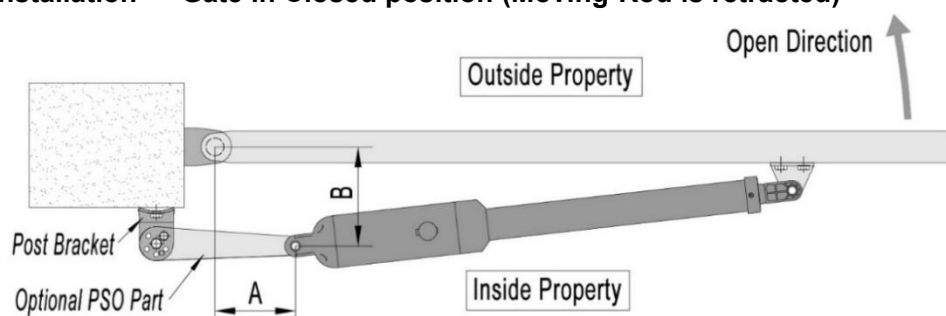 Installation – Gate in Closed position (Moving Rod is retracted)
Open Direction
Outside Property
B
Post Bracket
Optional PSO Part
A
Inside Property